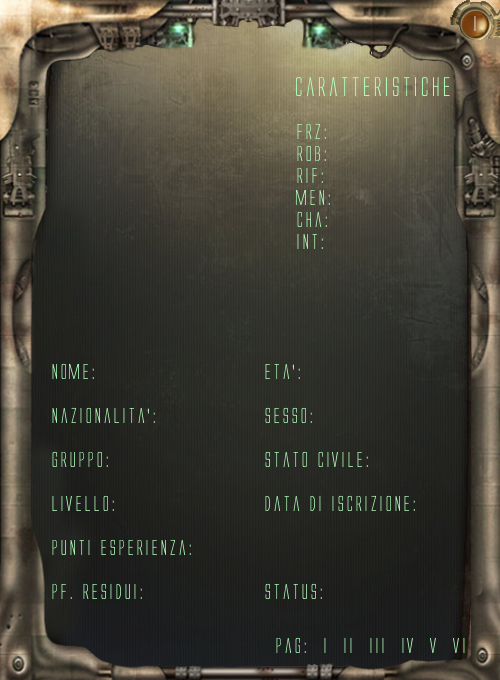 CARATTERISTICHE
FRZ:
ROB:
RIF:
MEN:
CHA:
INT:
NOME: ETA':
NAZIONALITA': SESSO:
GRUPPO: STATO CIVILE:
LIVELLO: DATA DI ISCRIZIONE:
PUNTI ESPERIENZA:
PF. RESIDUI: STATUS:
PAG: I II III IV V VI